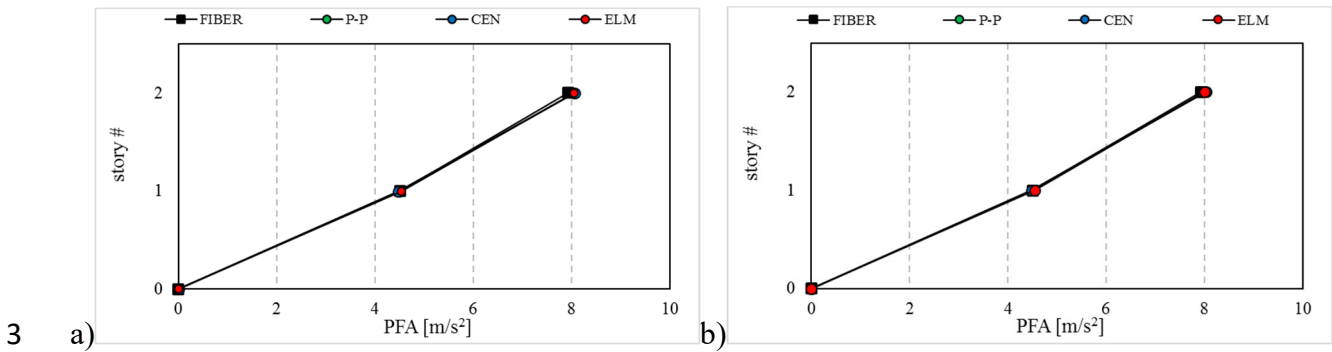 FIBER P-P CEN ELM
2
story #
1
0
0 2 4 6 8 10
PFA [m/s²]
3 a)
FIBER P-P CEN ELM
2
story #
1
0
0 2 4 6 8 10
PFA [m/s²]
b)